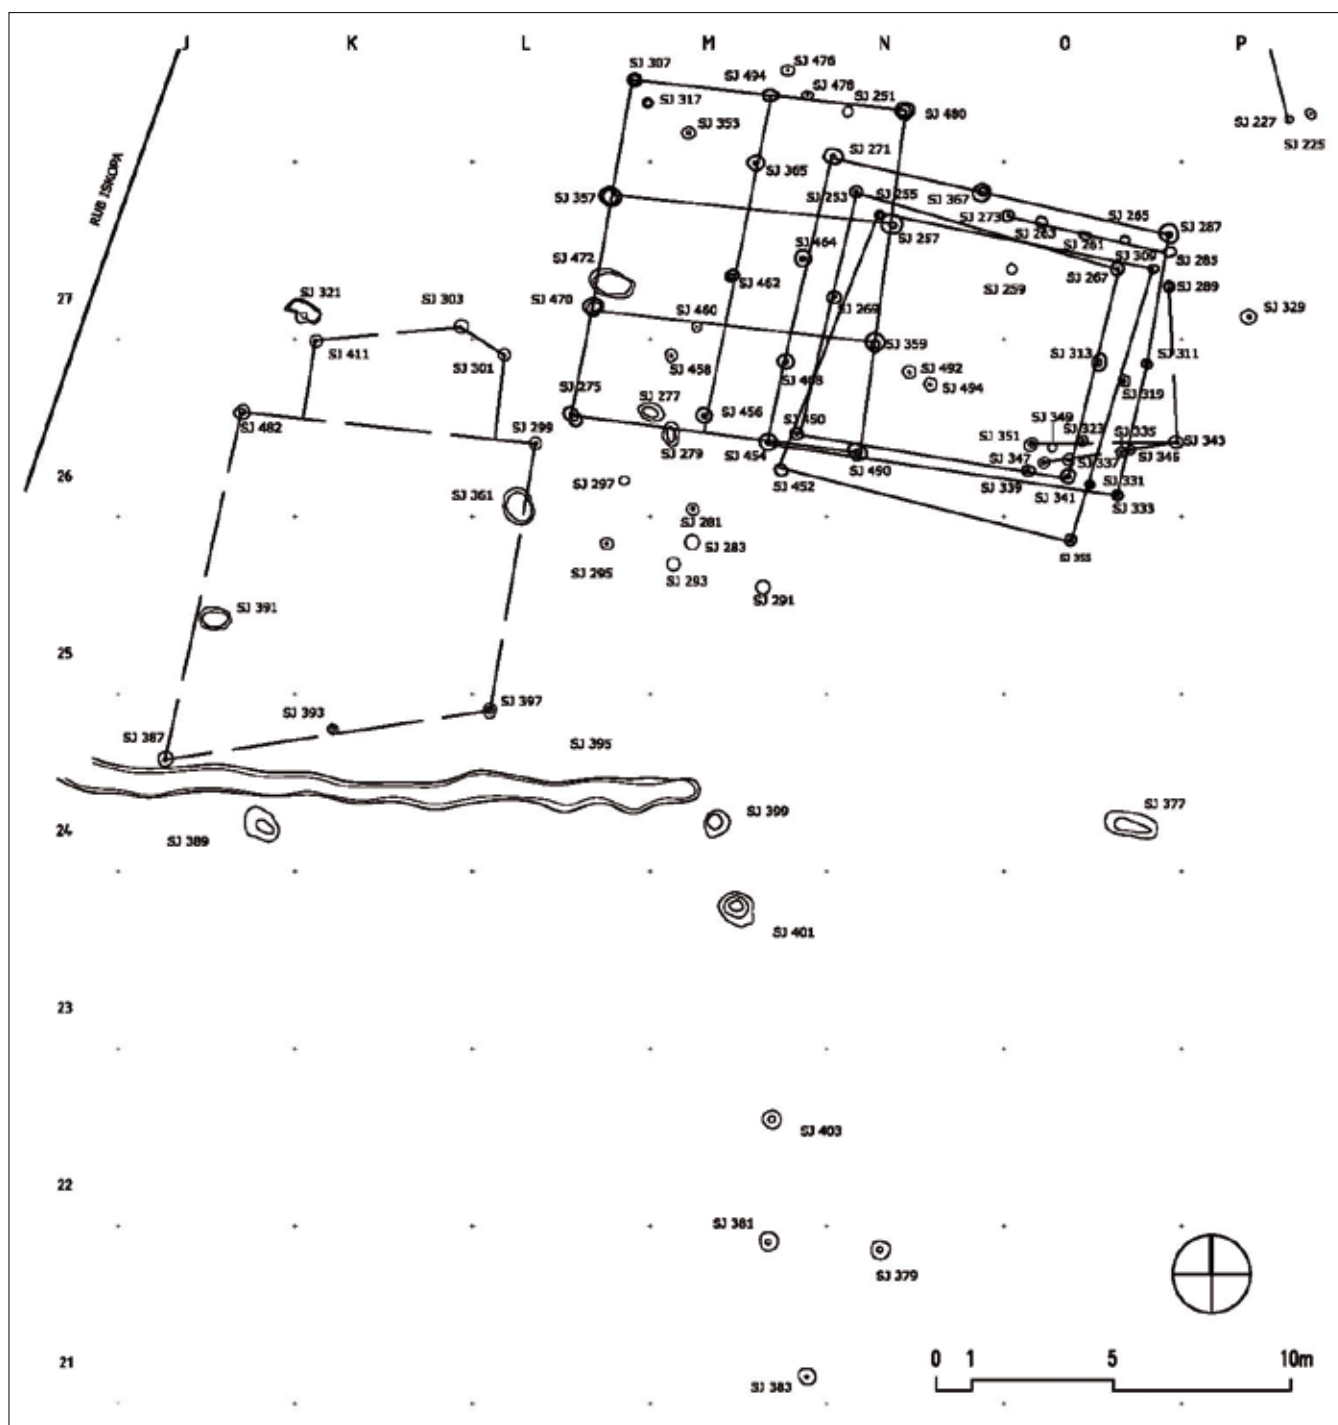 J K L M N O P
SJ 476
SJ 307
SJ 494
SJ 478
SJ 251
SJ 317
SJ 480
SJ 353
SJ 227
SJ 225
SJ 271
SJ 365
RUB ISKOPA
SJ 357
SJ 253
SJ 255
SJ 367
SJ 273
SJ 265
SJ 287
SJ 257
SJ 263
SJ 261
SJ 464
SJ 309
SJ 285
SJ 472
SJ 267
SJ 462
SJ 259
SJ 289
27
SJ 321
SJ 303
SJ 470
SJ 460
SJ 269
SJ 329
SJ 411
SJ 359
SJ 301
SJ 458
SJ 313
SJ 311
SJ 492
SJ 468
SJ 494
SJ 319
SJ 275
SJ 277
SJ 456
SJ 482
SJ 299
SJ 450
SJ 349
SJ 323
SJ 335
SJ 351
SJ 343
SJ 279
SJ 454
SJ 347
SJ 337
SJ 345
26
SJ 490
SJ 297
SJ 452
SJ 339
SJ 331
SJ 361
SJ 341
SJ 333
SJ 281
SJ 283
SJ 355
SJ 295
SJ 293
SJ 291
SJ 391
25
SJ 397
SJ 393
SJ 387
SJ 395
SJ 399
SJ 377
24
SJ 389
SJ 401
23
SJ 403
22
SJ 381
SJ 379
21
SJ 383
0 1 5 10m